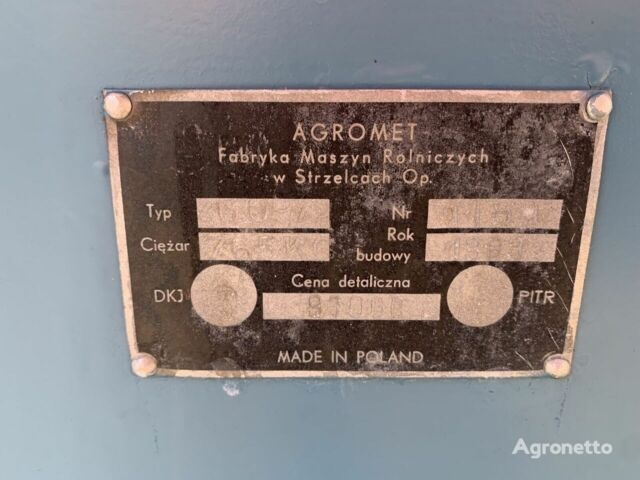 AGROMET
Fabryka Maszyn Rolniczych
w Strzelcach Op.
Typ Nr
Ciężar Rok budowy
Cena detaliczna
DKJ PITR
MADE IN POLAND
Agronetto